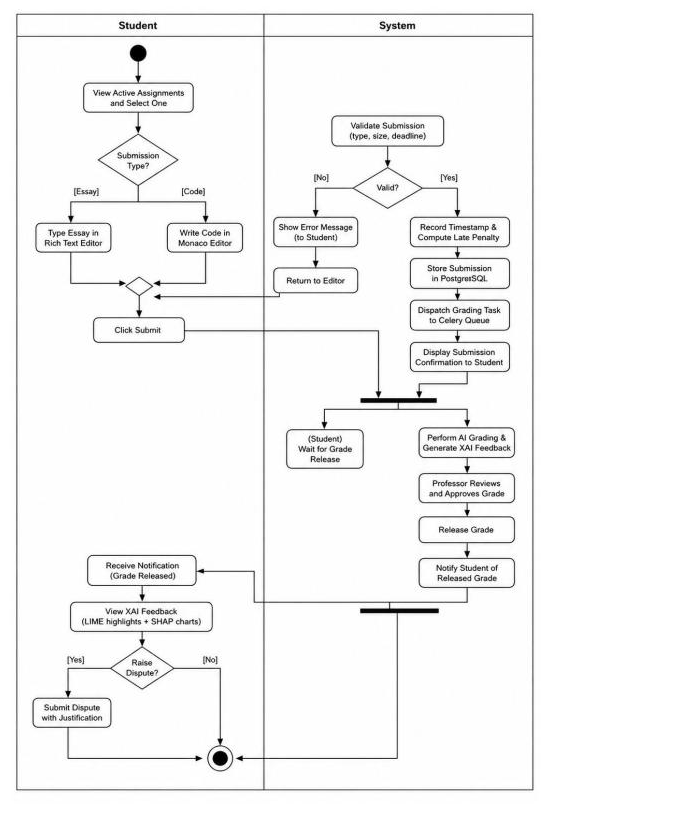 Student
System
View Active Assignments
and Select One
Submission
Type?
[Essay]
[Code]
Type Essay in
Rich Text Editor
Write Code in
Monaco Editor
Click Submit
Validate Submission
(type, size, deadline)
Valid?
[No]
[Yes]
Show Error Message
(to Student)
Return to Editor
Record Timestamp &
Compute Late Penalty
Store Submission
in PostgreSQL
Dispatch Grading Task
to Celery Queue
Display Submission
Confirmation to Student
(Student)
Wait for Grade
Release
Perform AI Grading &
Generate XAI Feedback
Professor Reviews
and Approves Grade
Release Grade
Notify Student of
Released Grade
Receive Notification
(Grade Released)
View XAI Feedback
(LIME highlights + SHAP charts)
Raise
Dispute?
[Yes]
[No]
Submit Dispute
with Justification